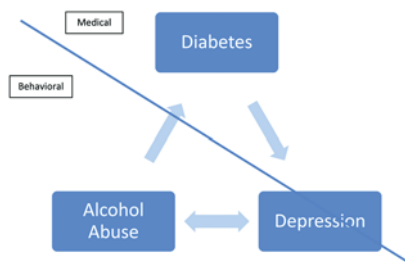 Medical
Diabetes
Behavioral
Alcohol
Abuse
Depression